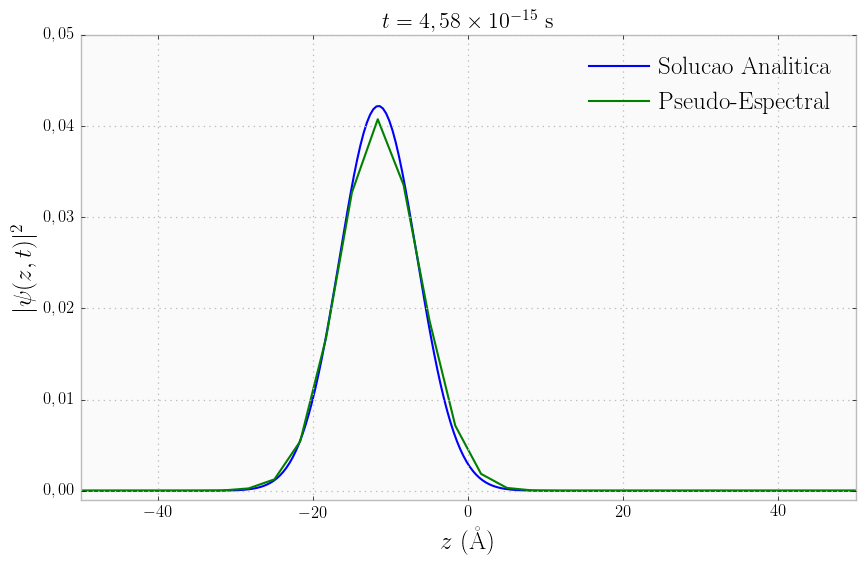 t = 4,58 × 10⁻¹⁵ s
0,05
Solucao Analitica
Pseudo-Espectral
0,04
0,03
|ψ(z, t)|²
0,02
0,01
0,00
−40 −20 0 20 40
z (Å)